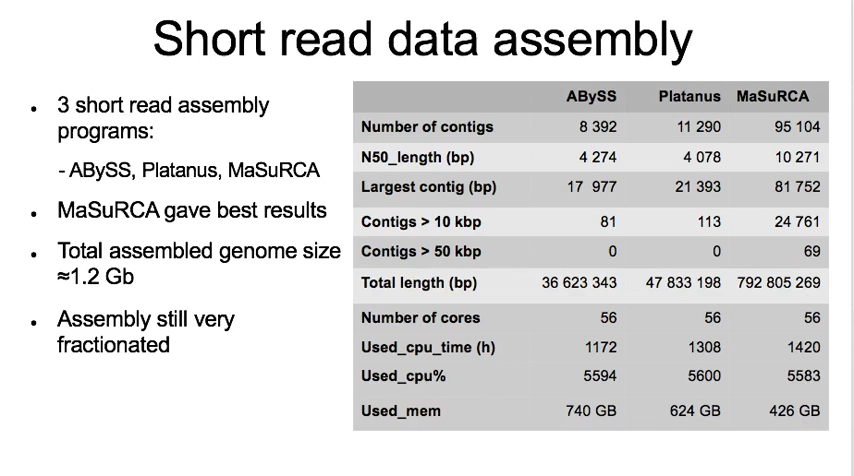 Short read data assembly
• 3 short read assembly
programs:
- ABySS, Platanus, MaSuRCA
• MaSuRCA gave best results
• Total assembled genome size
≈1.2 Gb
• Assembly still very
fractionated
ABySS Platanus MaSuRCA
Number of contigs 8 392 11 290 95 104
N50_length (bp) 4 274 4 078 10 271
Largest contig (bp) 17 977 21 393 81 752
Contigs > 10 kbp 81 113 24 761
Contigs > 50 kbp 0 0 69
Total length (bp) 36 623 343 47 833 198 792 805 269
Number of cores 56 56 56
Used_cpu_time (h) 1172 1308 1420
Used_cpu% 5594 5600 5583
Used_mem 740 GB 624 GB 426 GB